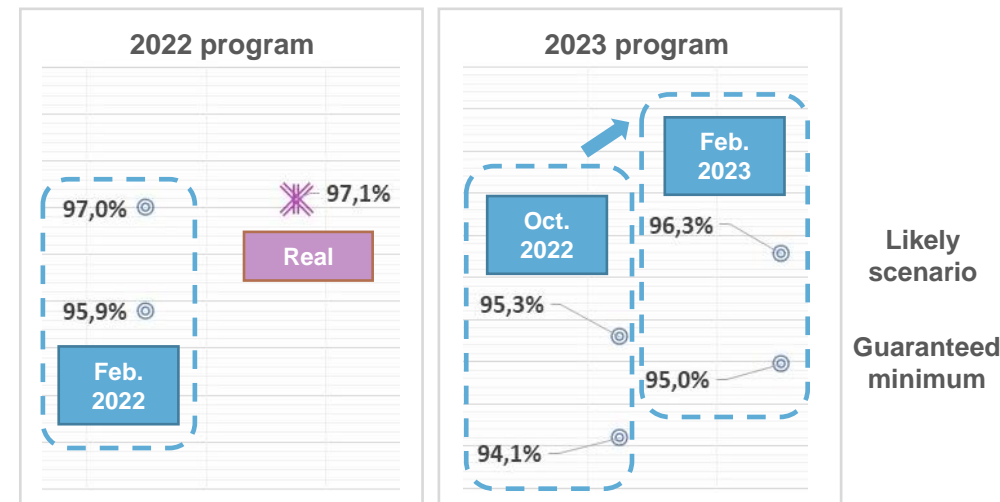 2022 program
97,0%
97,1%
Real
95,9%
Feb.
2022
2023 program
Feb.
2023
Oct.
2022
96,3%
95,3%
95,0%
94,1%
Likely
scenario
Guaranteed
minimum